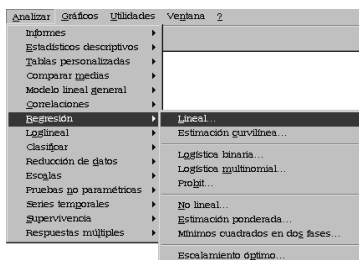 Analizar Gráficos Utilidades Ventana ?
Informes
Estadísticos descriptivos
Tablas personalizadas
Comparar medias
Modelo lineal general
Correlaciones
Regresión
Loglineal
Clasificar
Reducción de datos
Escalas
Pruebas no paramétricas
Series temporales
Supervivencia
Respuestas múltiples
Lineal...
Estimación curvilínea...
Logística binaria...
Logística multinomial...
Probit...
No lineal...
Estimación ponderada...
Mínimos cuadrados en dos fases...
Escalamiento óptimo...